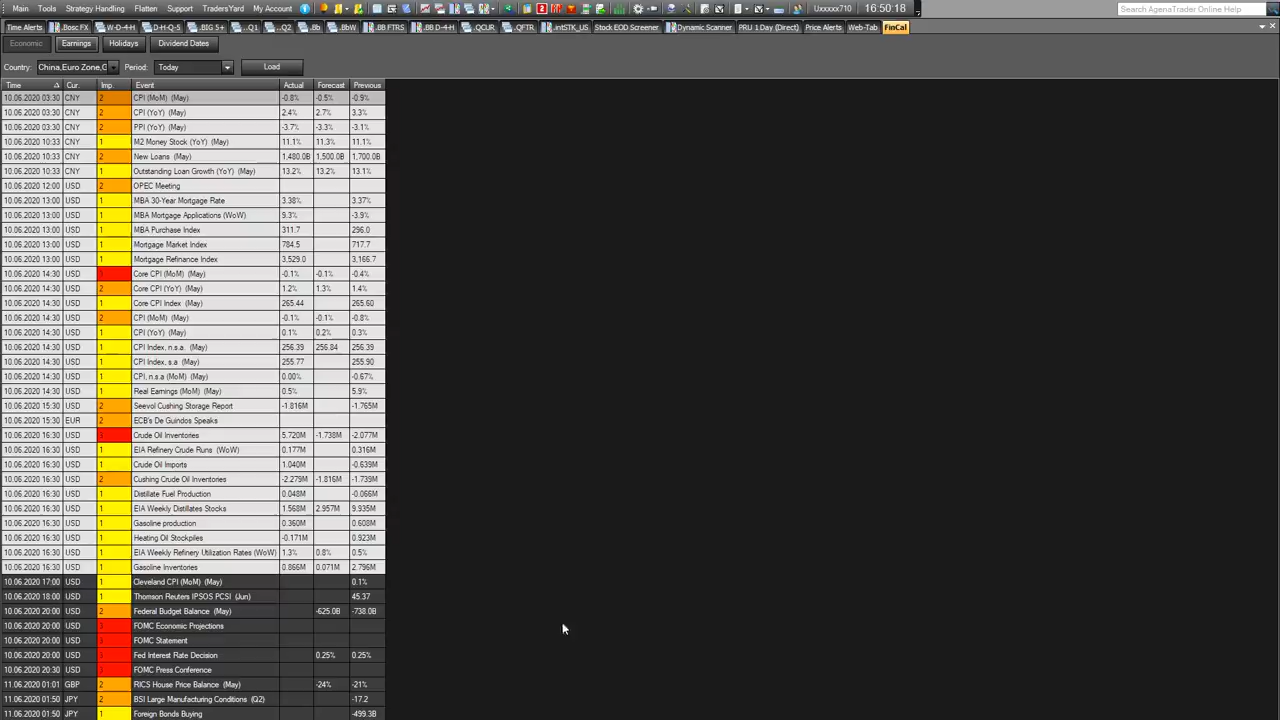 Main Tools Strategy Handling Flatten Support TradersYard My Account Uxxxxx710 16:50:18 Search AgenaTrader Online Help
Time Alerts Bosc FX W-D-4-H D-H-Q-5 BIG 5+ ..Q1 ..Q2 .Bb .BbW .BB FTRS .BB D-4-H .QCUR .QFTR .IntSTK_US Stock EOD Screener Dynamic Scanner PRU 1 Day (Direct) Price Alerts Web-Tab FinCal
Economic Earnings Holidays Dividend Dates
Country: China,Euro Zone,G Period: Today Load
Time Cur. Imp. Event Actual Forecast Previous
10.06.2020 03:30 CNY 2 CPI (MoM) (May) -0.8% -0.5% -0.9%
10.06.2020 03:30 CNY 2 CPI (YoY) (May) 2.4% 2.7% 3.3%
10.06.2020 03:30 CNY 2 PPI (YoY) (May) -3.7% -3.3% -3.1%
10.06.2020 10:33 CNY 1 M2 Money Stock (YoY) (May) 11.1% 11.3% 11.1%
10.06.2020 10:33 CNY 2 New Loans (May) 1,480.0B 1,500.0B 1,700.0B
10.06.2020 10:33 CNY 1 Outstanding Loan Growth (YoY) (May) 13.2% 13.2% 13.1%
10.06.2020 12:00 USD 2 OPEC Meeting
10.06.2020 13:00 USD 1 MBA 30-Year Mortgage Rate 3.38% 3.37%
10.06.2020 13:00 USD 1 MBA Mortgage Applications (WoW) 9.3% -3.9%
10.06.2020 13:00 USD 1 MBA Purchase Index 311.7 296.0
10.06.2020 13:00 USD 1 Mortgage Market Index 784.5 717.7
10.06.2020 13:00 USD 1 Mortgage Refinance Index 3,529.0 3,166.7
10.06.2020 14:30 USD 3 Core CPI (MoM) (May) -0.1% -0.1% -0.4%
10.06.2020 14:30 USD 2 Core CPI (YoY) (May) 1.2% 1.3% 1.4%
10.06.2020 14:30 USD 1 Core CPI Index (May) 265.44 265.60
10.06.2020 14:30 USD 2 CPI (MoM) (May) -0.1% -0.1% -0.8%
10.06.2020 14:30 USD 1 CPI (YoY) (May) 0.1% 0.2% 0.3%
10.06.2020 14:30 USD 1 CPI Index, n.s.a. (May) 256.39 256.84 256.39
10.06.2020 14:30 USD 1 CPI Index, s.a (May) 255.77 255.90
10.06.2020 14:30 USD 1 CPI, n.s.a (MoM) (May) 0.00% -0.67%
10.06.2020 14:30 USD 1 Real Earnings (MoM) (May) 0.5% 5.9%
10.06.2020 15:30 USD 2 Seevol Cushing Storage Report -1.816M -1.765M
10.06.2020 15:30 EUR 2 ECB's De Guindos Speaks
10.06.2020 16:30 USD 3 Crude Oil Inventories 5.720M -1.738M -2.077M
10.06.2020 16:30 USD 1 EIA Refinery Crude Runs (WoW) 0.177M 0.316M
10.06.2020 16:30 USD 1 Crude Oil Imports 1.040M -0.639M
10.06.2020 16:30 USD 2 Cushing Crude Oil Inventories -2.279M -1.816M -1.739M
10.06.2020 16:30 USD 1 Distillate Fuel Production 0.048M -0.066M
10.06.2020 16:30 USD 1 EIA Weekly Distillates Stocks 1.568M 2.957M 9.935M
10.06.2020 16:30 USD 1 Gasoline production 0.360M 0.608M
10.06.2020 16:30 USD 1 Heating Oil Stockpiles -0.171M 0.923M
10.06.2020 16:30 USD 1 EIA Weekly Refinery Utilization Rates (WoW) 1.3% 0.8% 0.5%
10.06.2020 16:30 USD 1 Gasoline Inventories 0.866M 0.071M 2.796M
10.06.2020 17:00 USD 1 Cleveland CPI (MoM) (May) 0.1%
10.06.2020 18:00 USD 1 Thomson Reuters IPSOS PCSI (Jun) 45.37
10.06.2020 20:00 USD 2 Federal Budget Balance (May) -625.0B -738.0B
10.06.2020 20:00 USD 3 FOMC Economic Projections
10.06.2020 20:00 USD 3 FOMC Statement
10.06.2020 20:00 USD 3 Fed Interest Rate Decision 0.25% 0.25%
10.06.2020 20:30 USD 3 FOMC Press Conference
11.06.2020 01:01 GBP 2 RICS House Price Balance (May) -24% -21%
11.06.2020 01:50 JPY 2 BSI Large Manufacturing Conditions (Q2) -17.2
11.06.2020 01:50 JPY 1 Foreign Bonds Buying -499.3B